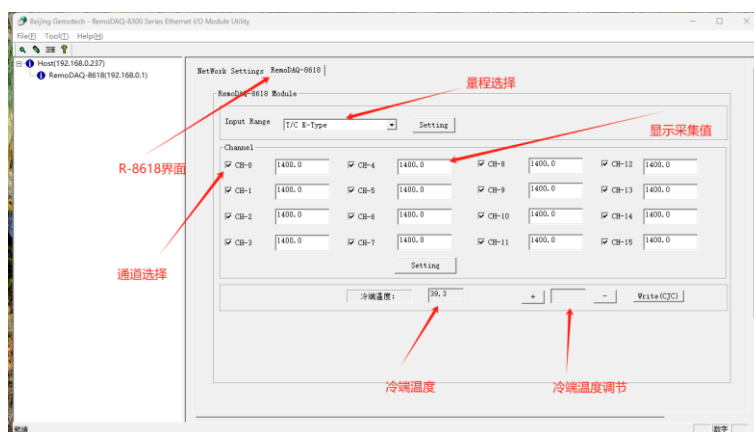 Beijing Gemotech - RemoDAQ-8300 Series Ethernet I/O Module Utility
File(F) Tool(T) Help(H)
Host(192.168.0.237)
RemoDAQ-8618(192.168.0.1)
NetWork Settings RemoDAQ-8618
量程选择
RemoDAQ-8618 Module
Input Range T/C K-Type Setting
显示采集值
Channel
R-8618界面
CH-0 1400.0 CH-4 1400.0 CH-8 1400.0 CH-12 1400.0
CH-1 1400.0 CH-5 1400.0 CH-9 1400.0 CH-13 1400.0
CH-2 1400.0 CH-6 1400.0 CH-10 1400.0 CH-14 1400.0
CH-3 1400.0 CH-7 1400.0 CH-11 1400.0 CH-15 1400.0
通道选择
Setting
冷端温度: 39.3 + - Write(CJC)
冷端温度
冷端温度调节
就绪 数字